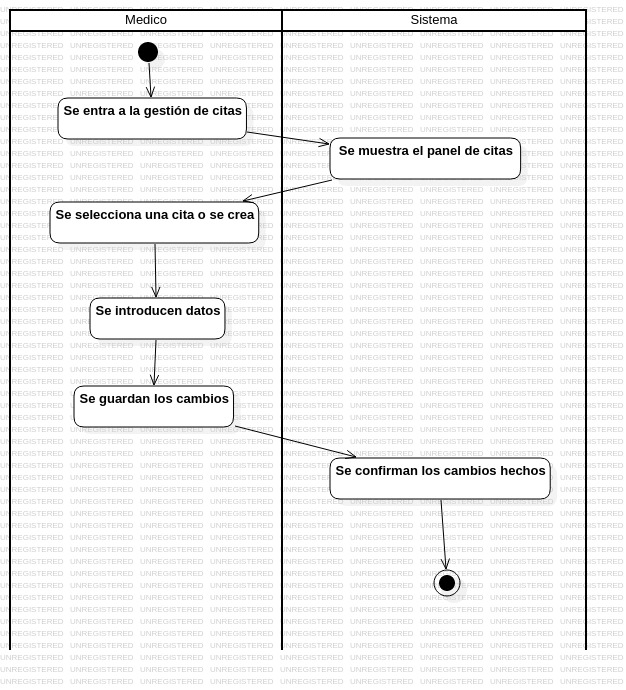 Medico
Sistema
Se entra a la gestión de citas
Se muestra el panel de citas
Se selecciona una cita o se crea
Se introducen datos
Se guardan los cambios
Se confirman los cambios hechos
UNREGISTERED